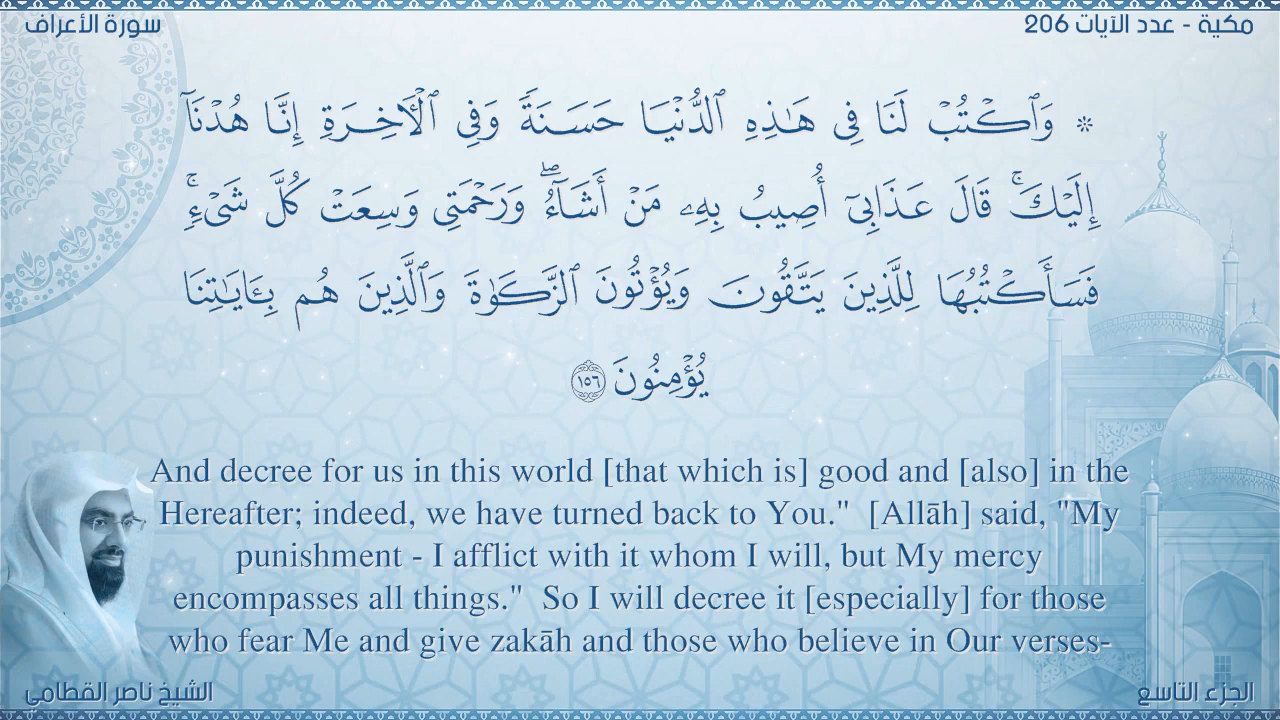 مكية - عدد الآيات 206
سورة الأعراف
۞ وَٱكۡتُبۡ لَنَا فِي هَٰذِهِ ٱلدُّنۡيَا حَسَنَةٗ وَفِي ٱلۡأٓخِرَةِ إِنَّا هُدۡنَآ
إِلَيۡكَۚ قَالَ عَذَابِيٓ أُصِيبُ بِهِۦ مَنۡ أَشَآءُۖ وَرَحۡمَتِي وَسِعَتۡ كُلَّ شَيۡءٖۚ
فَسَأَكۡتُبُهَا لِلَّذِينَ يَتَّقُونَ وَيُؤۡتُونَ ٱلزَّكَوٰةَ وَٱلَّذِينَ هُم بِـَٔايَٰتِنَا
يُؤۡمِنُونَ ١٥٦
And decree for us in this world [that which is] good and [also] in the
Hereafter; indeed, we have turned back to You."  [Allāh] said, "My
punishment - I afflict with it whom I will, but My mercy
encompasses all things."  So I will decree it [especially] for those
who fear Me and give zakāh and those who believe in Our verses-
الجزء التاسع
الشيخ ناصر القطامي